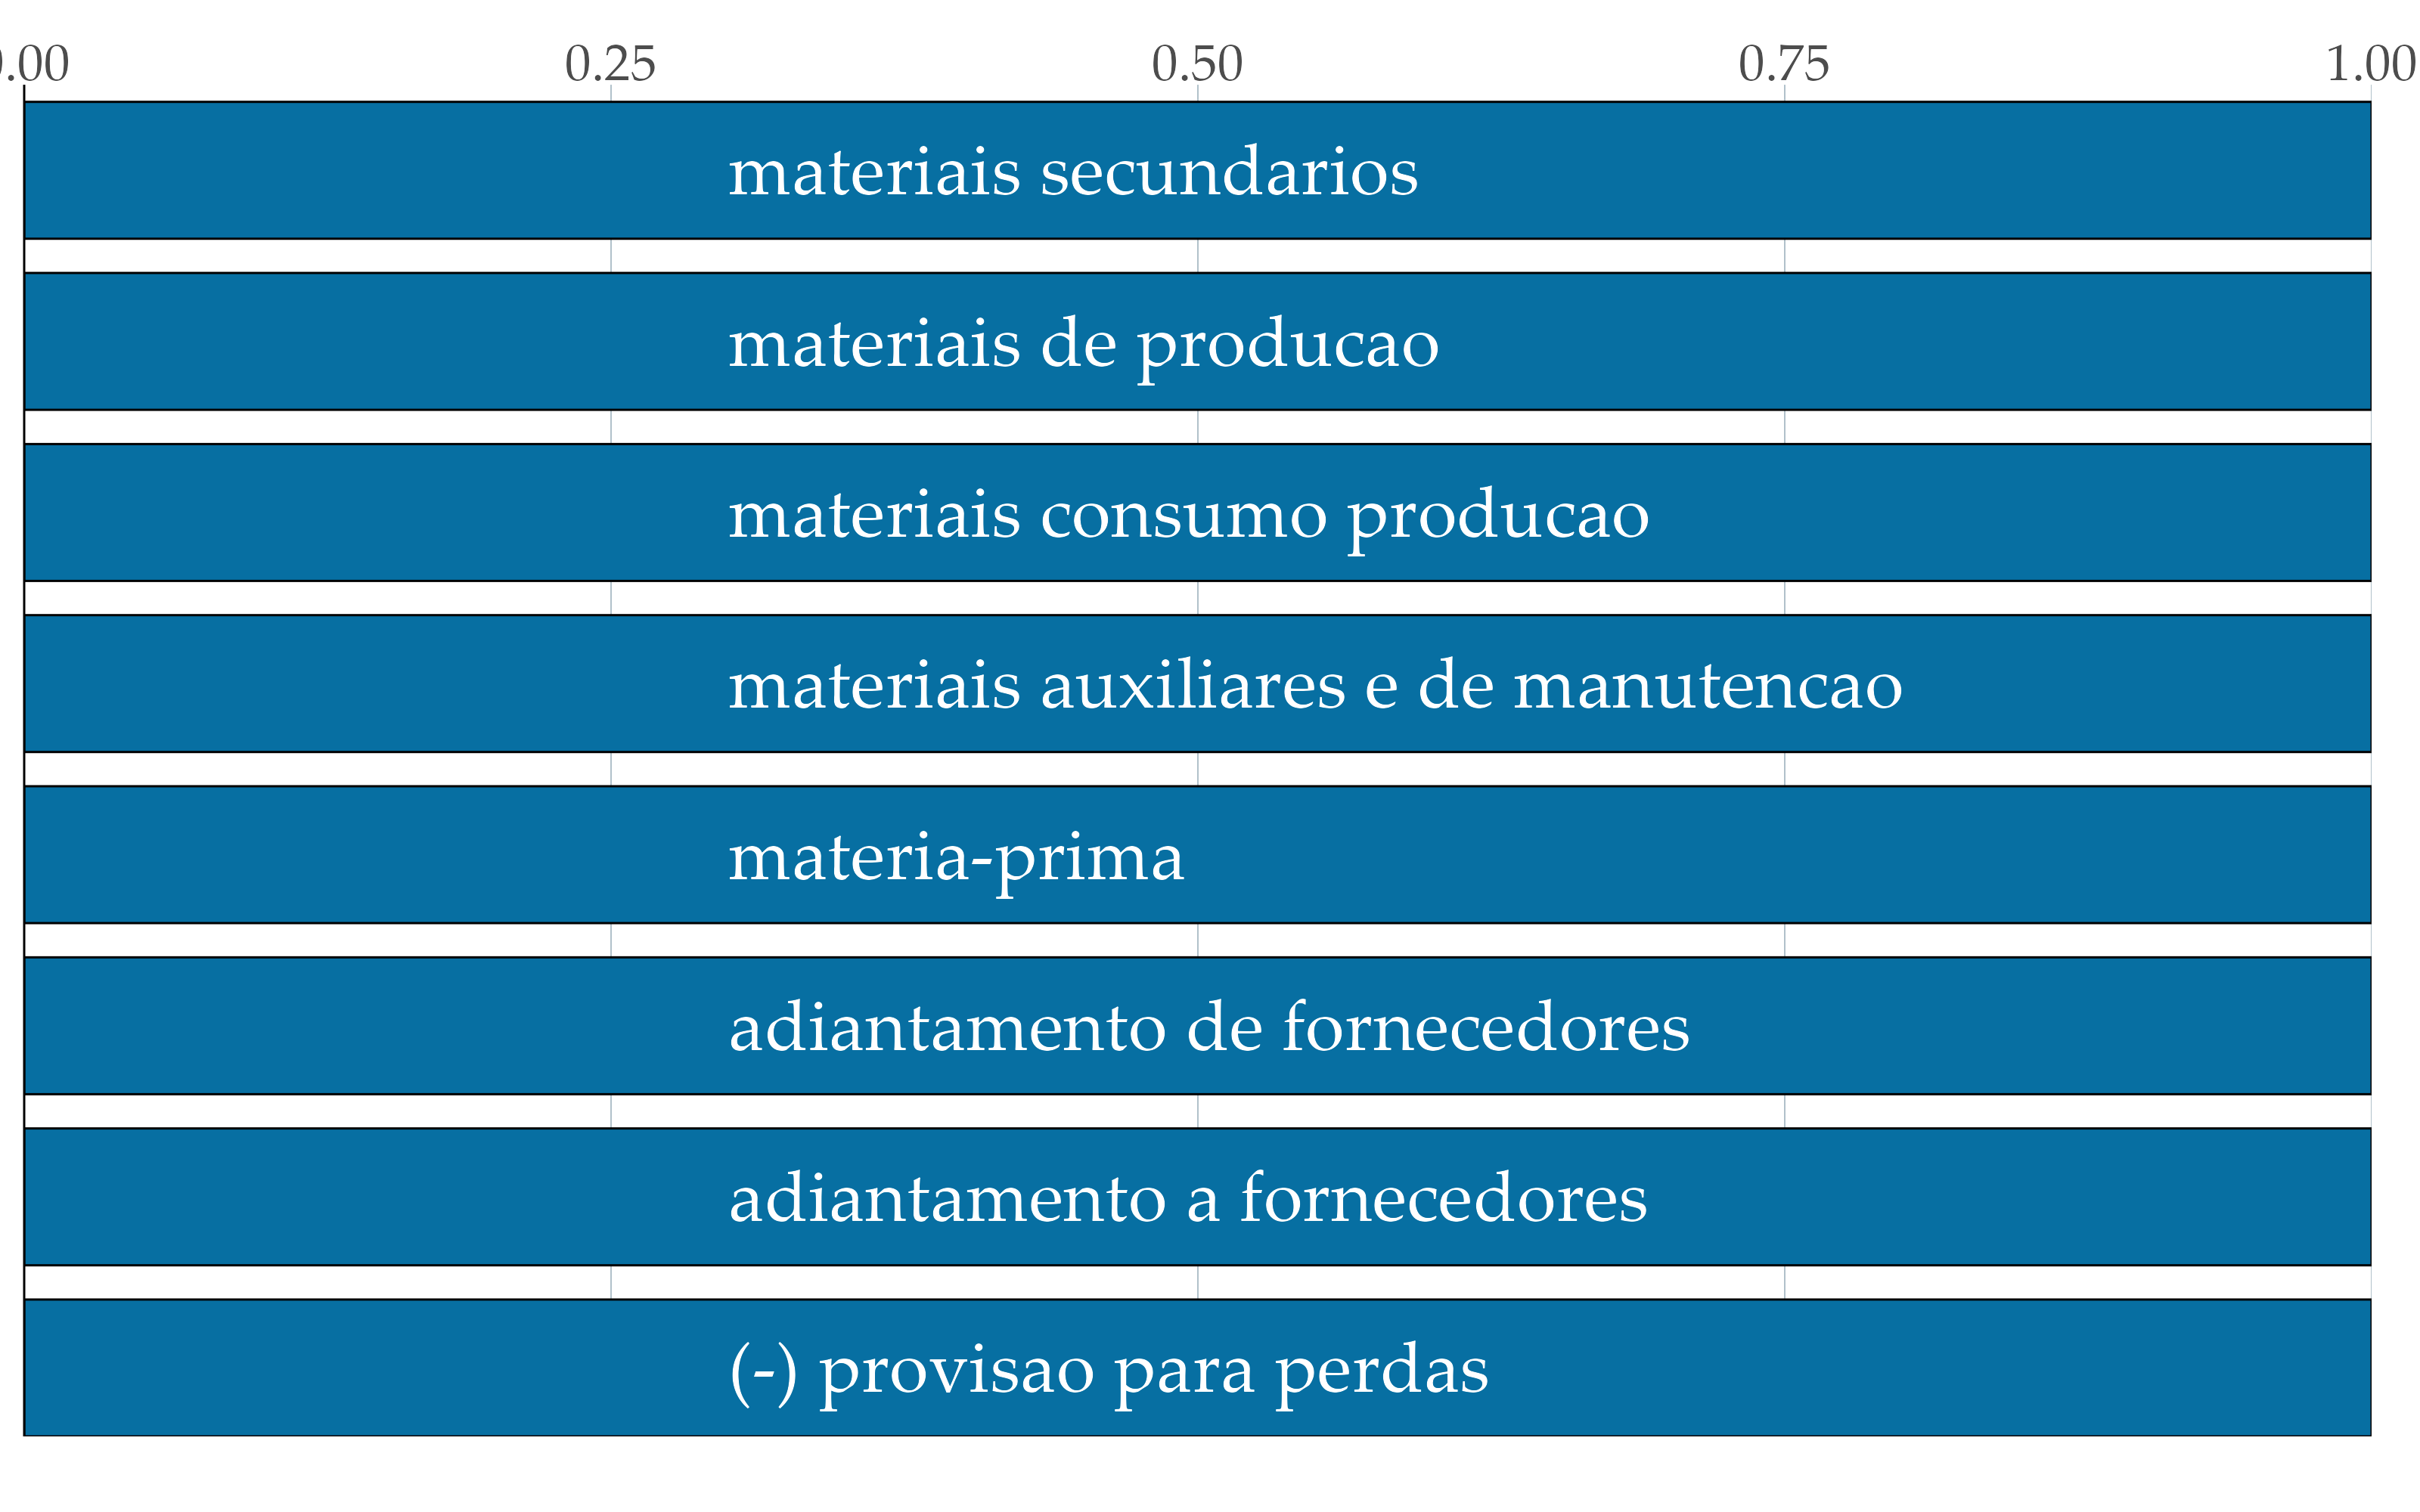 0.00 0.25 0.50 0.75 1.00
materiais secundarios
materiais de producao
materiais consumo producao
materiais auxiliares e de manutencao
materia-prima
adiantamento de fornecedores
adiantamento a fornecedores
(-) provisao para perdas